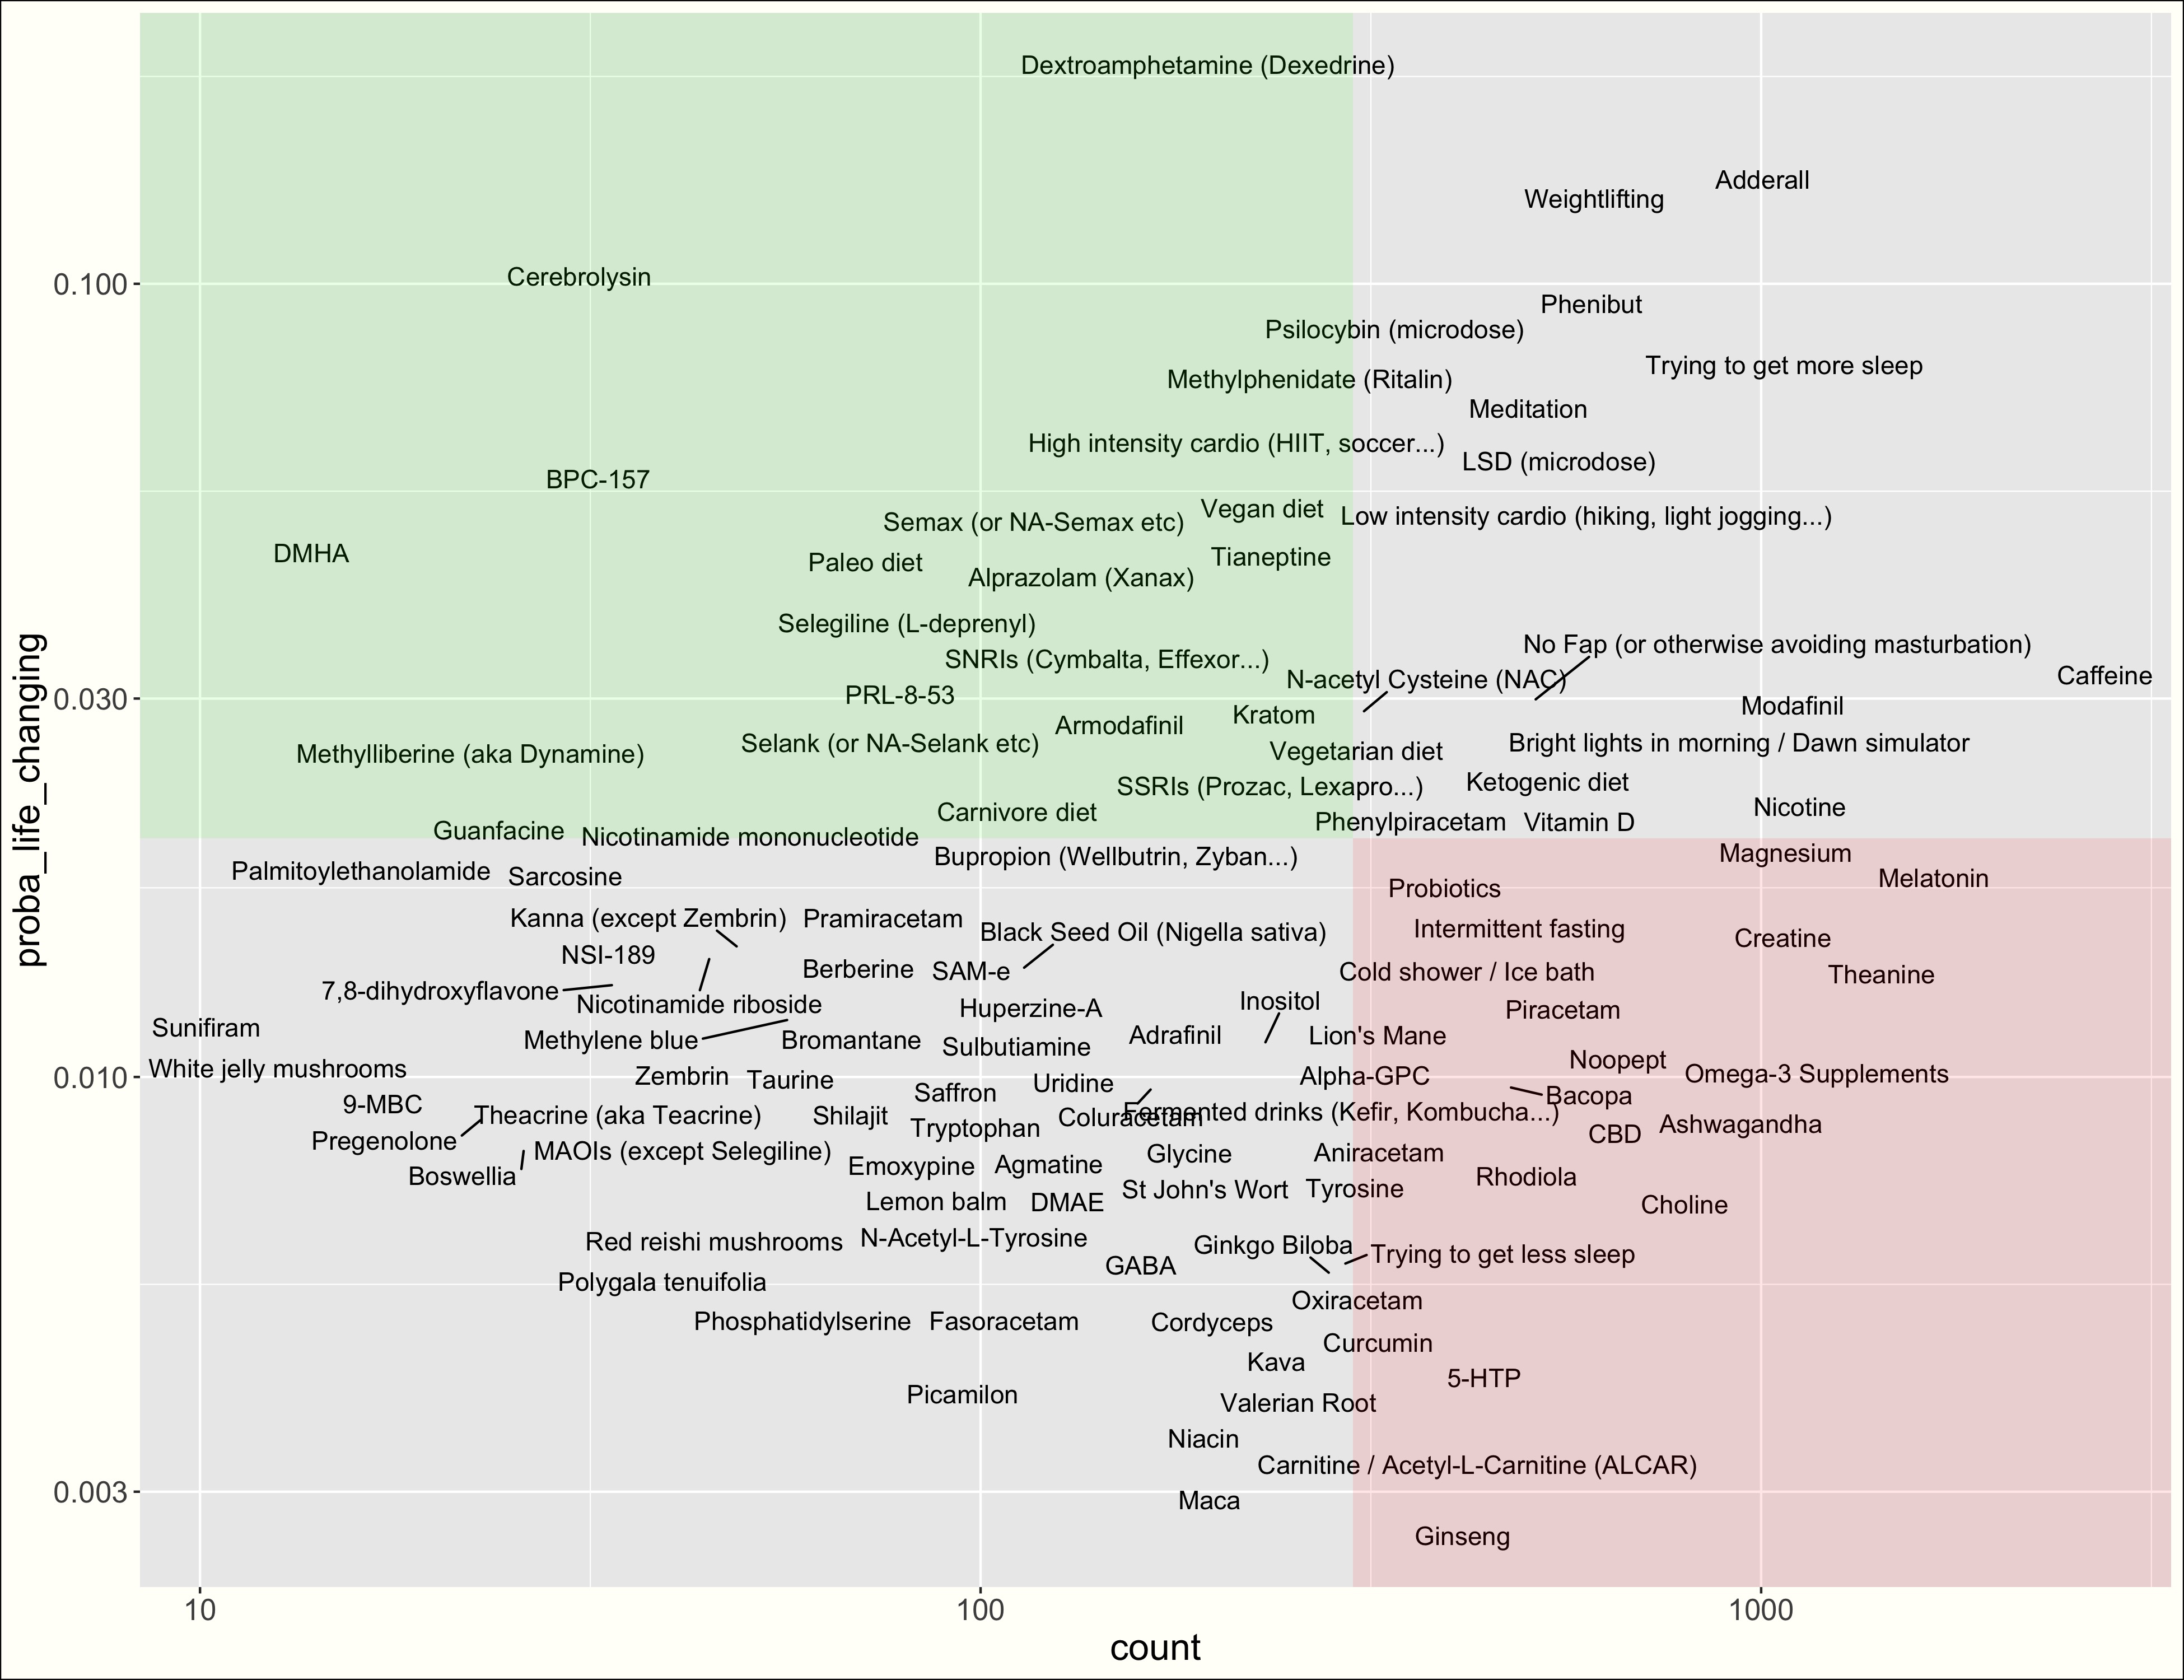 Dextroamphetamine (Dexedrine)
Adderall
Weightlifting
Cerebrolysin
0.100
Phenibut
Psilocybin (microdose)
Trying to get more sleep
Methylphenidate (Ritalin)
Meditation
High intensity cardio (HIIT, soccer...)
LSD (microdose)
BPC-157
Vegan diet
Low intensity cardio (hiking, light jogging...)
Semax (or NA-Semax etc)
DMHA
Tianeptine
Paleo diet
Alprazolam (Xanax)
Selegiline (L-deprenyl)
No Fap (or otherwise avoiding masturbation)
SNRIs (Cymbalta, Effexor...)
Caffeine
N-acetyl Cysteine (NAC)
PRL-8-53
0.030
Modafinil
Kratom
Armodafinil
Selank (or NA-Selank etc)
Bright lights in morning / Dawn simulator
Vegetarian diet
Methylliberine (aka Dynamine)
Ketogenic diet
SSRIs (Prozac, Lexapro...)
Nicotine
Carnivore diet
Phenylpiracetam
Vitamin D
Guanfacine
Nicotinamide mononucleotide
proba_life_changing
Magnesium
Bupropion (Wellbutrin, Zyban...)
Palmitoylethanolamide
Sarcosine
Melatonin
Probiotics
Kanna (except Zembrin)
Pramiracetam
Intermittent fasting
Black Seed Oil (Nigella sativa)
Creatine
NSI-189
Berberine
SAM-e
Cold shower / Ice bath
Theanine
7,8-dihydroxyflavone
Nicotinamide riboside
Inositol
Huperzine-A
Piracetam
Sunifiram
Adrafinil
Lion's Mane
Methylene blue
Bromantane
Sulbutiamine
Noopept
White jelly mushrooms
0.010
Zembrin
Taurine
Uridine
Alpha-GPC
Omega-3 Supplements
Saffron
Bacopa
9-MBC
Theacrine (aka Teacrine)
Shilajit
Coluracetam
Fermented drinks (Kefir, Kombucha...)
Tryptophan
Ashwagandha
CBD
Pregenolone
MAOIs (except Selegiline)
Glycine
Aniracetam
Emoxypine
Agmatine
Boswellia
Rhodiola
St John's Wort
Tyrosine
Lemon balm
DMAE
Choline
Red reishi mushrooms
N-Acetyl-L-Tyrosine
Ginkgo Biloba
Trying to get less sleep
GABA
Polygala tenuifolia
Oxiracetam
Phosphatidylserine
Fasoracetam
Cordyceps
Curcumin
Kava
5-HTP
Picamilon
Valerian Root
Niacin
Carnitine / Acetyl-L-Carnitine (ALCAR)
0.003
Maca
Ginseng
10
100
1000
count